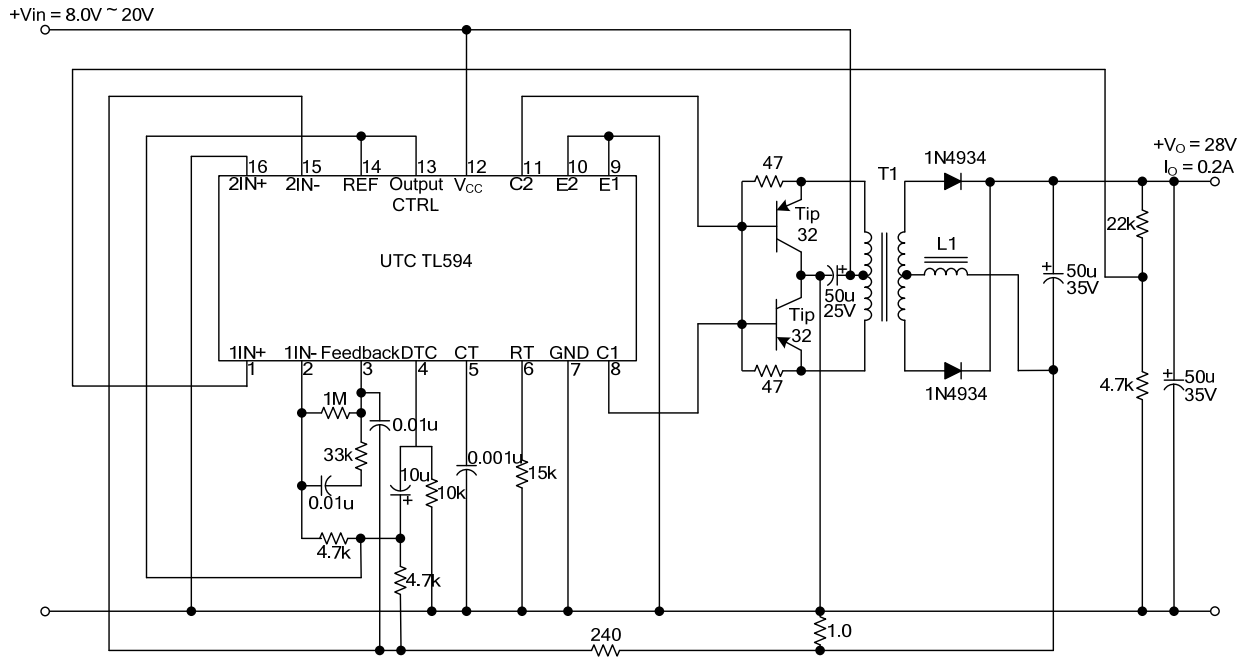 +Vin = 8.0V ~ 20V
+VO = 28V
IO = 0.2A
16 15 14 13 12 11 10 9
2IN+ 2IN- REF Output CTRL VCC C2 E2 E1
UTC TL594
1IN+ 1IN- Feedback DTC CT RT GND C1
1 2 3 4 5 6 7 8
47
Tip
32
Tip
32
47
50u
25V
T1
1N4934
L1
1N4934
50u
35V
22k
4.7k
50u
35V
1M
0.01u
33k
0.01u
10u
+
10k
0.001u
15k
4.7k
4.7k
240
1.0
+
+
+